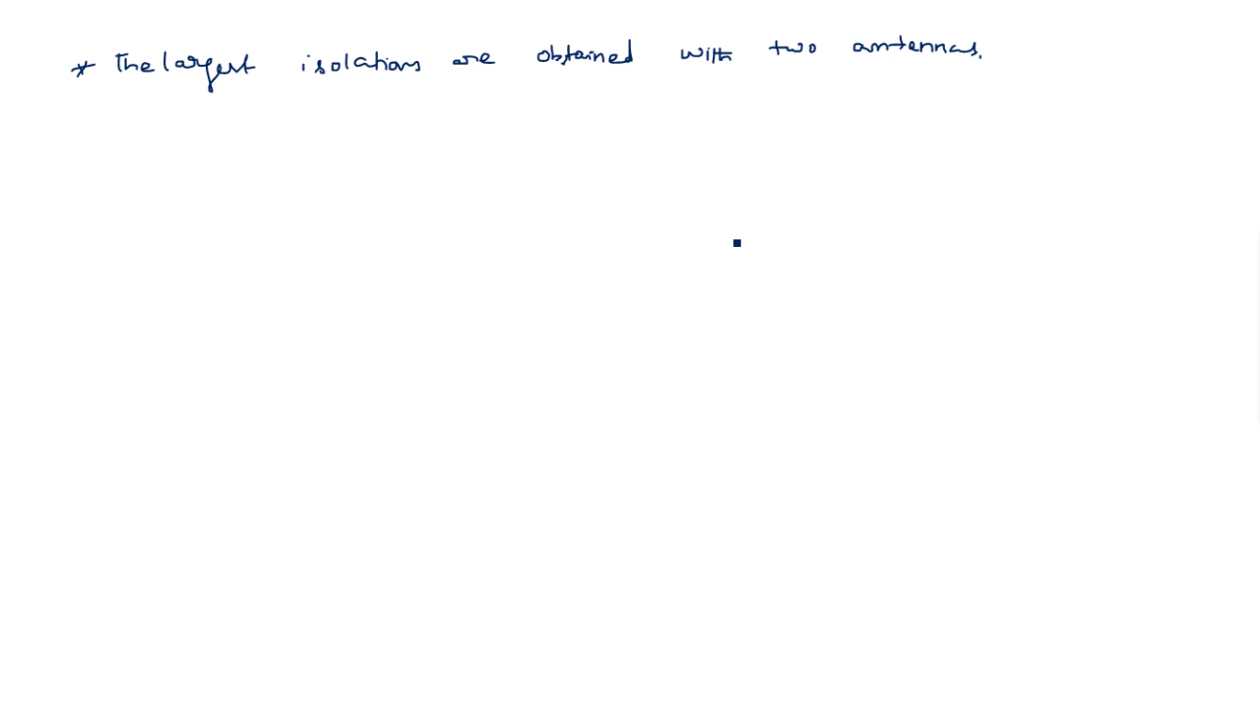 * The largest isolations are obtained with two antennas.